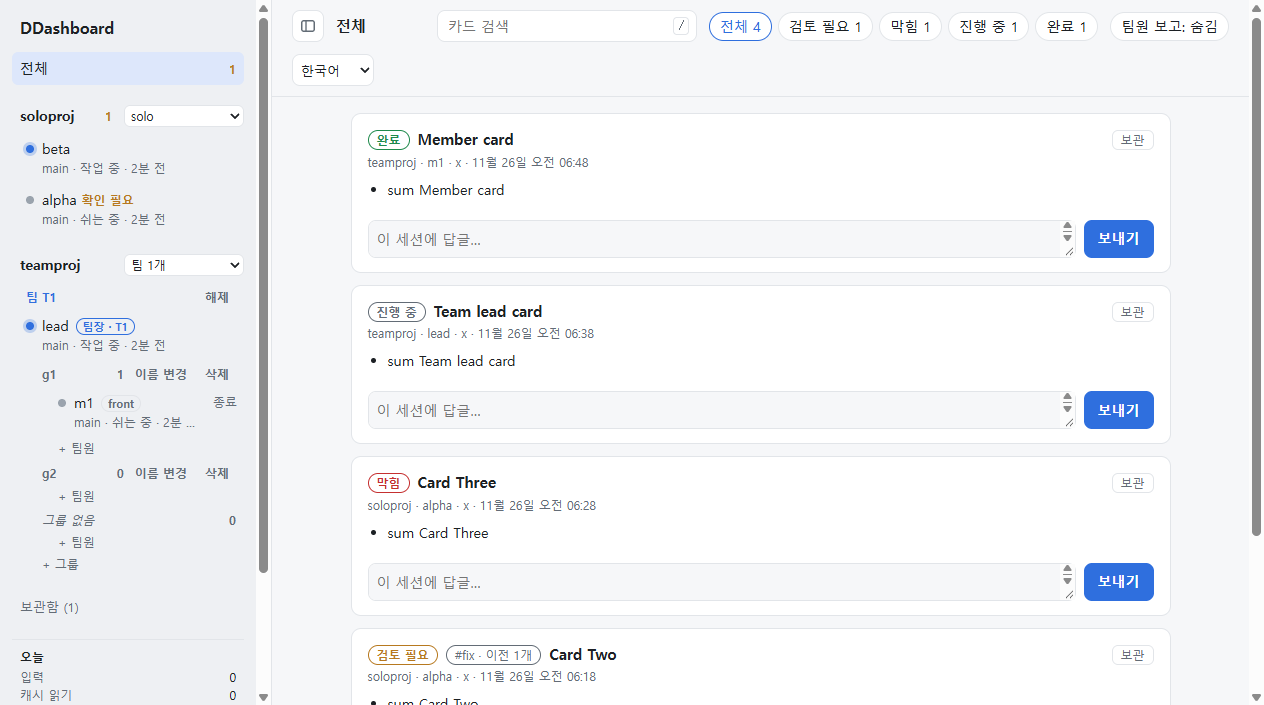 DDashboard
전체 1
soloproj 1 solo
beta
main · 작업 중 · 2분 전
alpha 확인 필요
main · 쉬는 중 · 2분 전
teamproj 팀 1개
팀 T1 해제
lead 팀장 · T1
main · 작업 중 · 2분 전
g1 1 이름 변경 삭제
m1 front 종료
main · 쉬는 중 · 2분 ...
+ 팀원
g2 0 이름 변경 삭제
+ 팀원
그룹 없음 0
+ 팀원
+ 그룹
보관함 (1)
오늘
입력 0
캐시 읽기 0
전체 카드 검색 / 전체 4 검토 필요 1 막힘 1 진행 중 1 완료 1 팀원 보고: 숨김
한국어
완료 Member card 보관
teamproj · m1 · x · 11월 26일 오전 06:48
• sum Member card
이 세션에 답글... 보내기
진행 중 Team lead card 보관
teamproj · lead · x · 11월 26일 오전 06:38
• sum Team lead card
이 세션에 답글... 보내기
막힘 Card Three 보관
soloproj · alpha · x · 11월 26일 오전 06:28
• sum Card Three
이 세션에 답글... 보내기
검토 필요 #fix · 이전 1개 Card Two 보관
soloproj · alpha · x · 11월 26일 오전 06:18
• sum Card Two